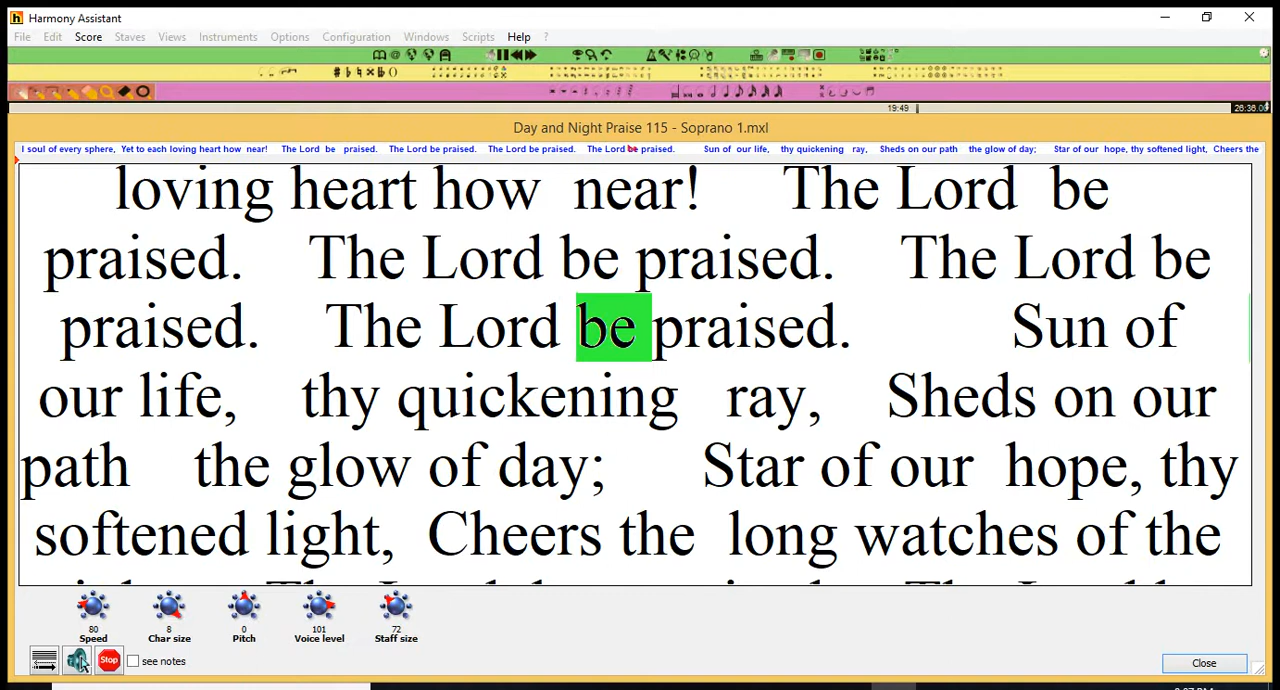 Harmony Assistant
File Edit Score Staves Views Instruments Options Configuration Windows Scripts Help ?
19:49
Day and Night Praise 115 - Soprano 1.mxl
I soul of every sphere, Yet to each loving heart how near! The Lord be praised. The Lord be praised. The Lord be praised. The Lord be praised. Sun of our life, thy quickening ray, Sheds on our path the glow of day; Star of our hope, thy softened light, Cheers the
loving heart how near! The Lord be
praised. The Lord be praised. The Lord be
praised. The Lord be praised. Sun of
our life, thy quickening ray, Sheds on our
path the glow of day; Star of our hope, thy
softened light, Cheers the long watches of the
80 8 0 101 72
Speed Char size Pitch Voice level Staff size
Stop see notes Close